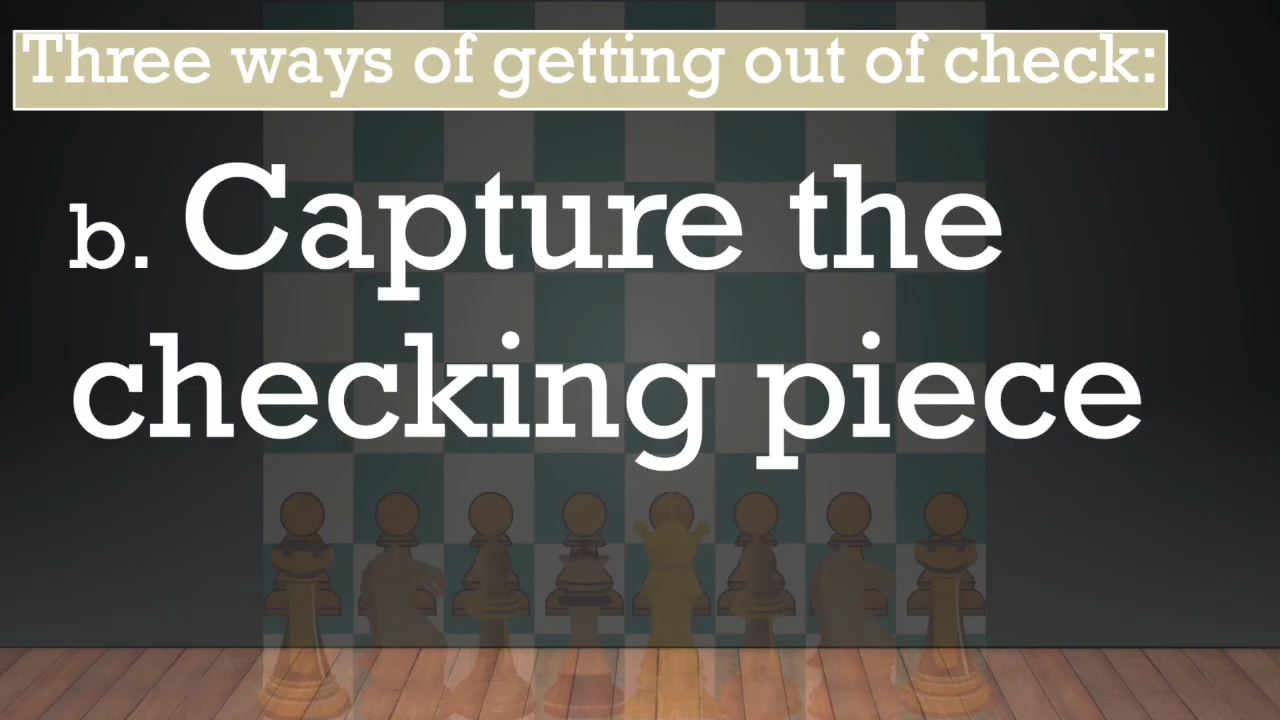 Three ways of getting out of check:
b. Capture the
checking piece